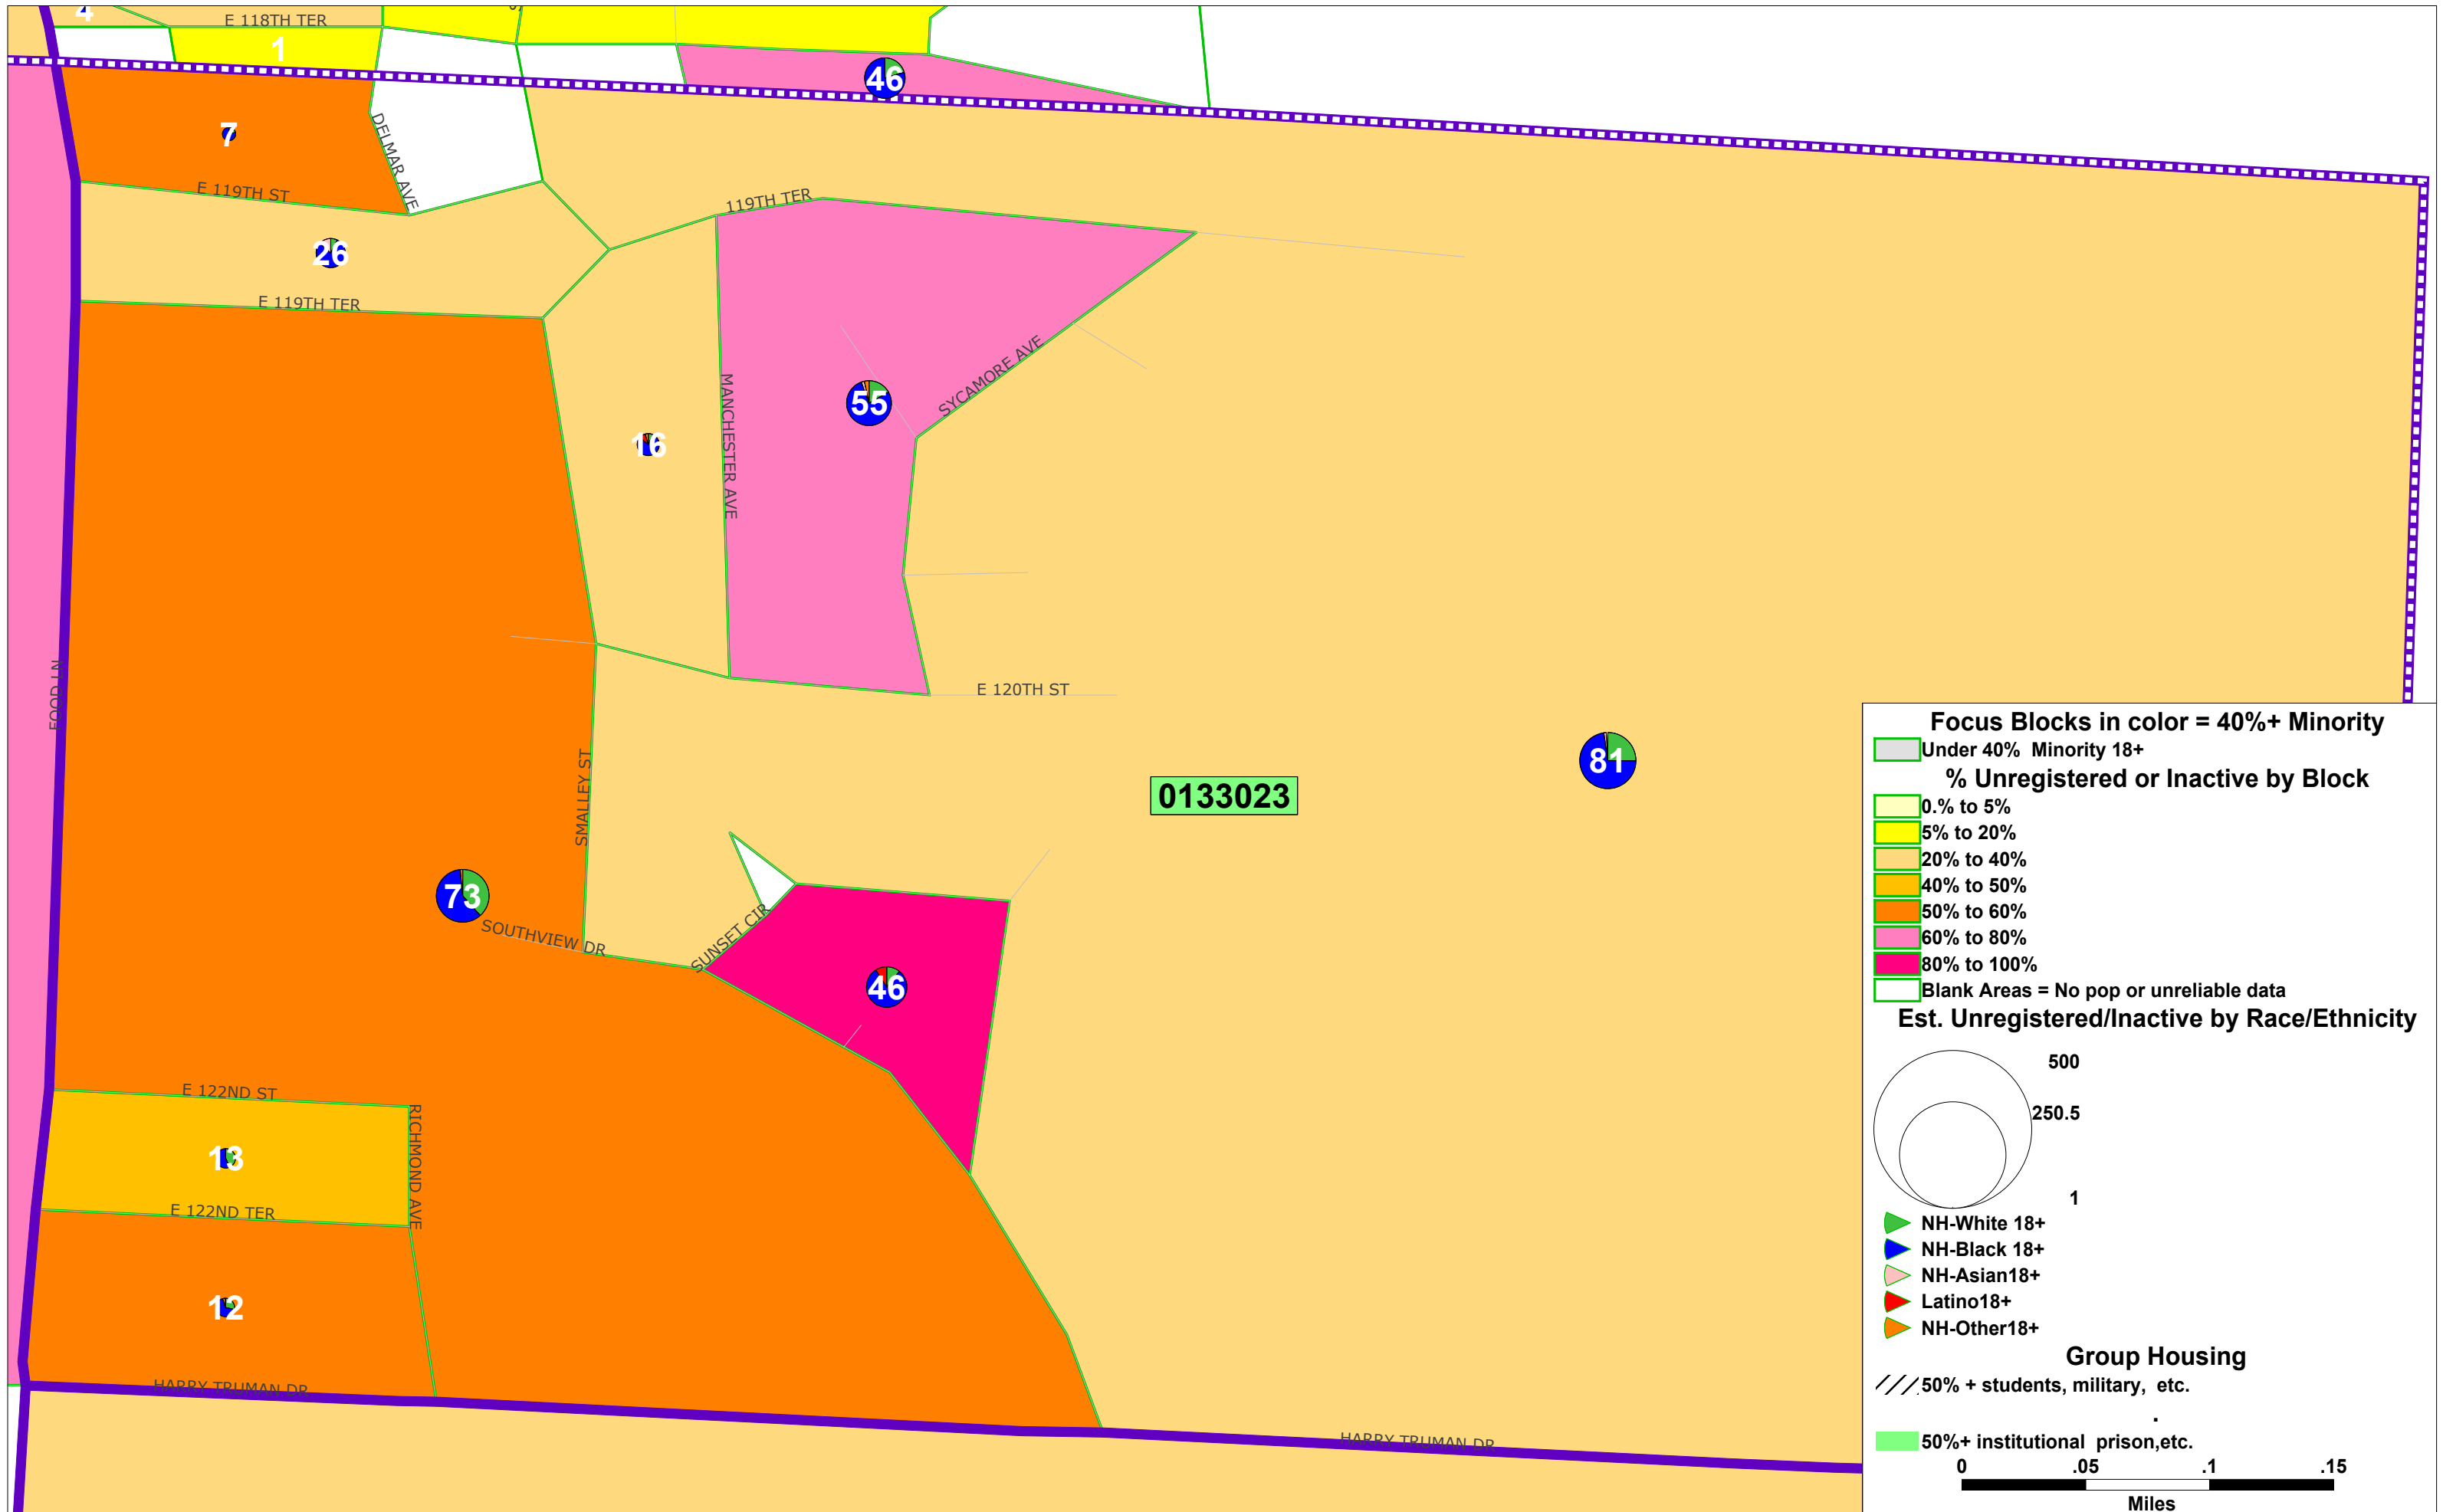 4
E 118TH TER
1
46
7
DELMAR AVE
E 119TH ST
119TH TER
26
E 119TH TER
SYCAMORE AVE
MANCHESTER AVE
55
16
FOOD LN
E 120TH ST
SMALLEY ST
81
0133023
73
SOUTHVIEW DR
SUNSET CIR
46
E 122ND ST
RICHMOND AVE
13
E 122ND TER
12
HARRY TRUMAN DR
HARRY TRUMAN DR
Focus Blocks in color = 40%+ Minority
Under 40% Minority 18+
% Unregistered or Inactive by Block
0.% to 5%
5% to 20%
20% to 40%
40% to 50%
50% to 60%
60% to 80%
80% to 100%
Blank Areas = No pop or unreliable data
Est. Unregistered/Inactive by Race/Ethnicity
500
250.5
1
NH-White 18+
NH-Black 18+
NH-Asian18+
Latino18+
NH-Other18+
Group Housing
50% + students, military, etc.
.
50%+ institutional prison,etc.
0 .05 .1 .15
Miles